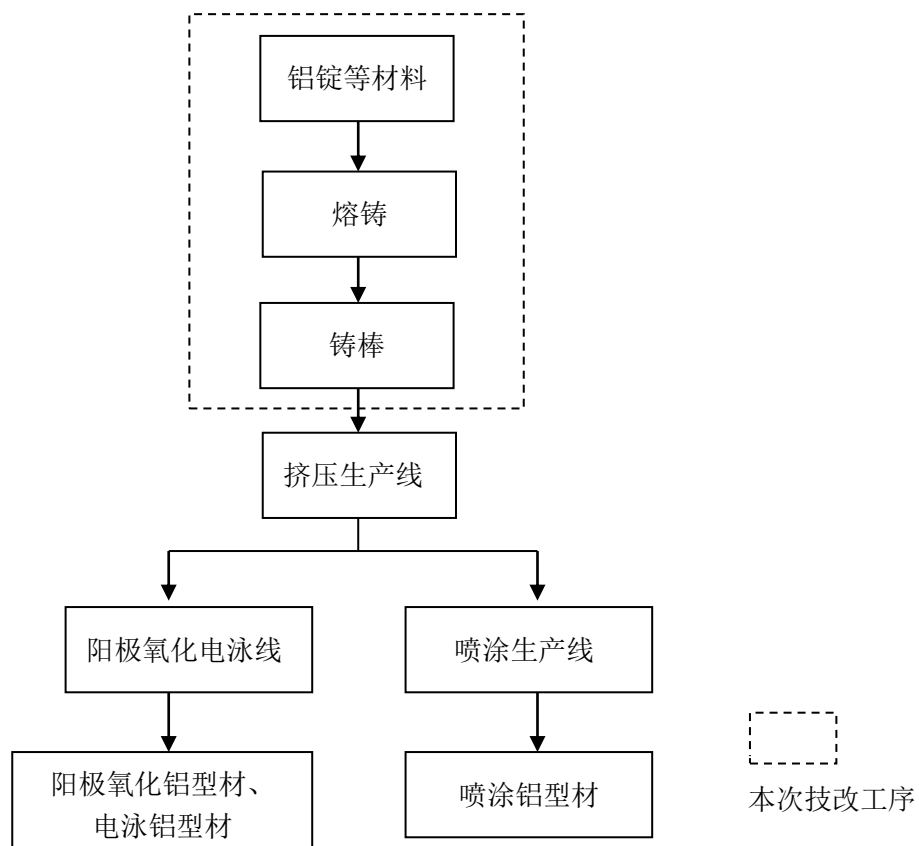 铝锭等材料
熔铸
铸棒
挤压生产线
阳极氧化电泳线
喷涂生产线
阳极氧化铝型材、
电泳铝型材
喷涂铝型材
本次技改工序